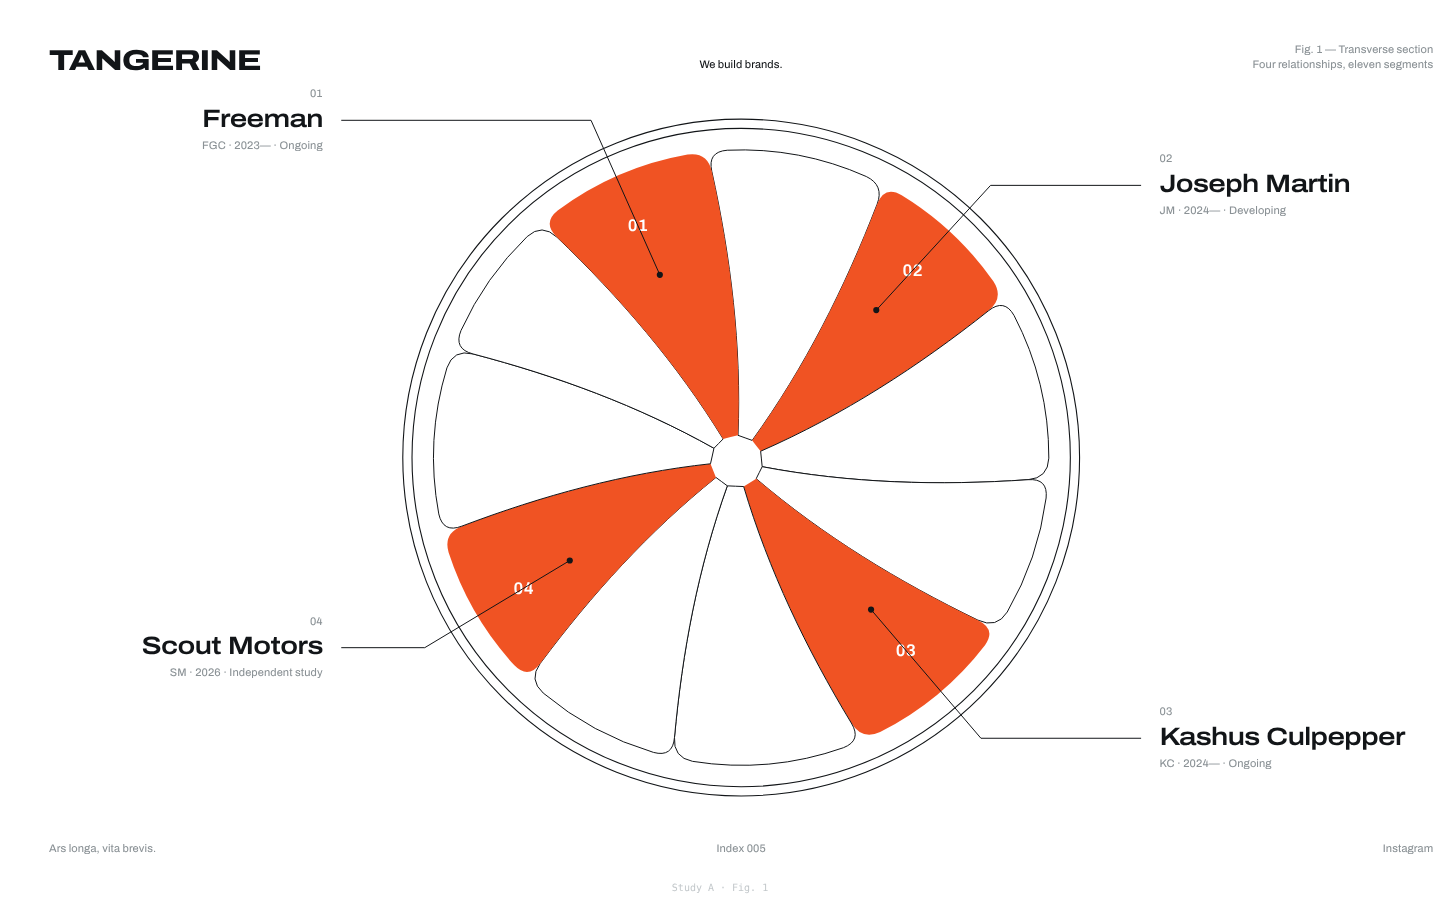 TANGERINE
We build brands.
Fig. 1 — Transverse section
Four relationships, eleven segments
01
Freeman
FGC · 2023— · Ongoing
02
Joseph Martin
JM · 2024— · Developing
01
02
04
03
04
Scout Motors
SM · 2026 · Independent study
03
Kashus Culpepper
KC · 2024— · Ongoing
Ars longa, vita brevis.
Index 005
Instagram
Study A · Fig. 1